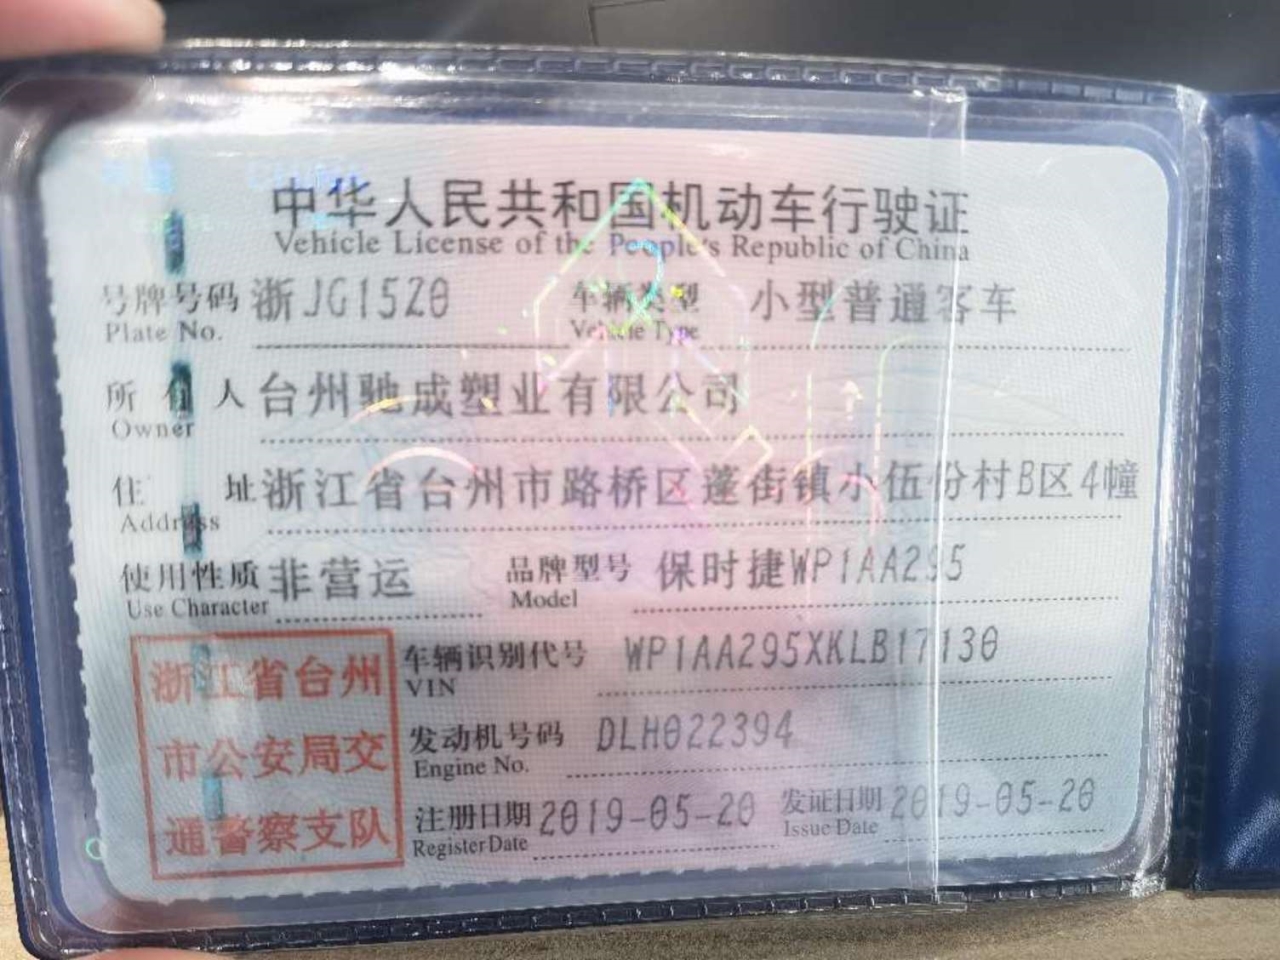 中华人民共和国机动车行驶证
Vehicle License of the People's Republic of China
号牌号码 浙JG1520 车辆类型 小型普通客车
Plate No. Vehicle Type
所有人 台州驰成塑业有限公司
Owner
住址 浙江省台州市路桥区蓬街镇小伍份村B区4幢
Address
使用性质 非营运 品牌型号 保时捷WP1AA295
Use Character Model
车辆识别代号 WP1AA295XKLB17130
VIN
发动机号码 DLH022394
Engine No.
注册日期 2019-05-20 发证日期 2019-05-20
Register Date Issue Date
浙江省台州
市公安局交
通警察支队